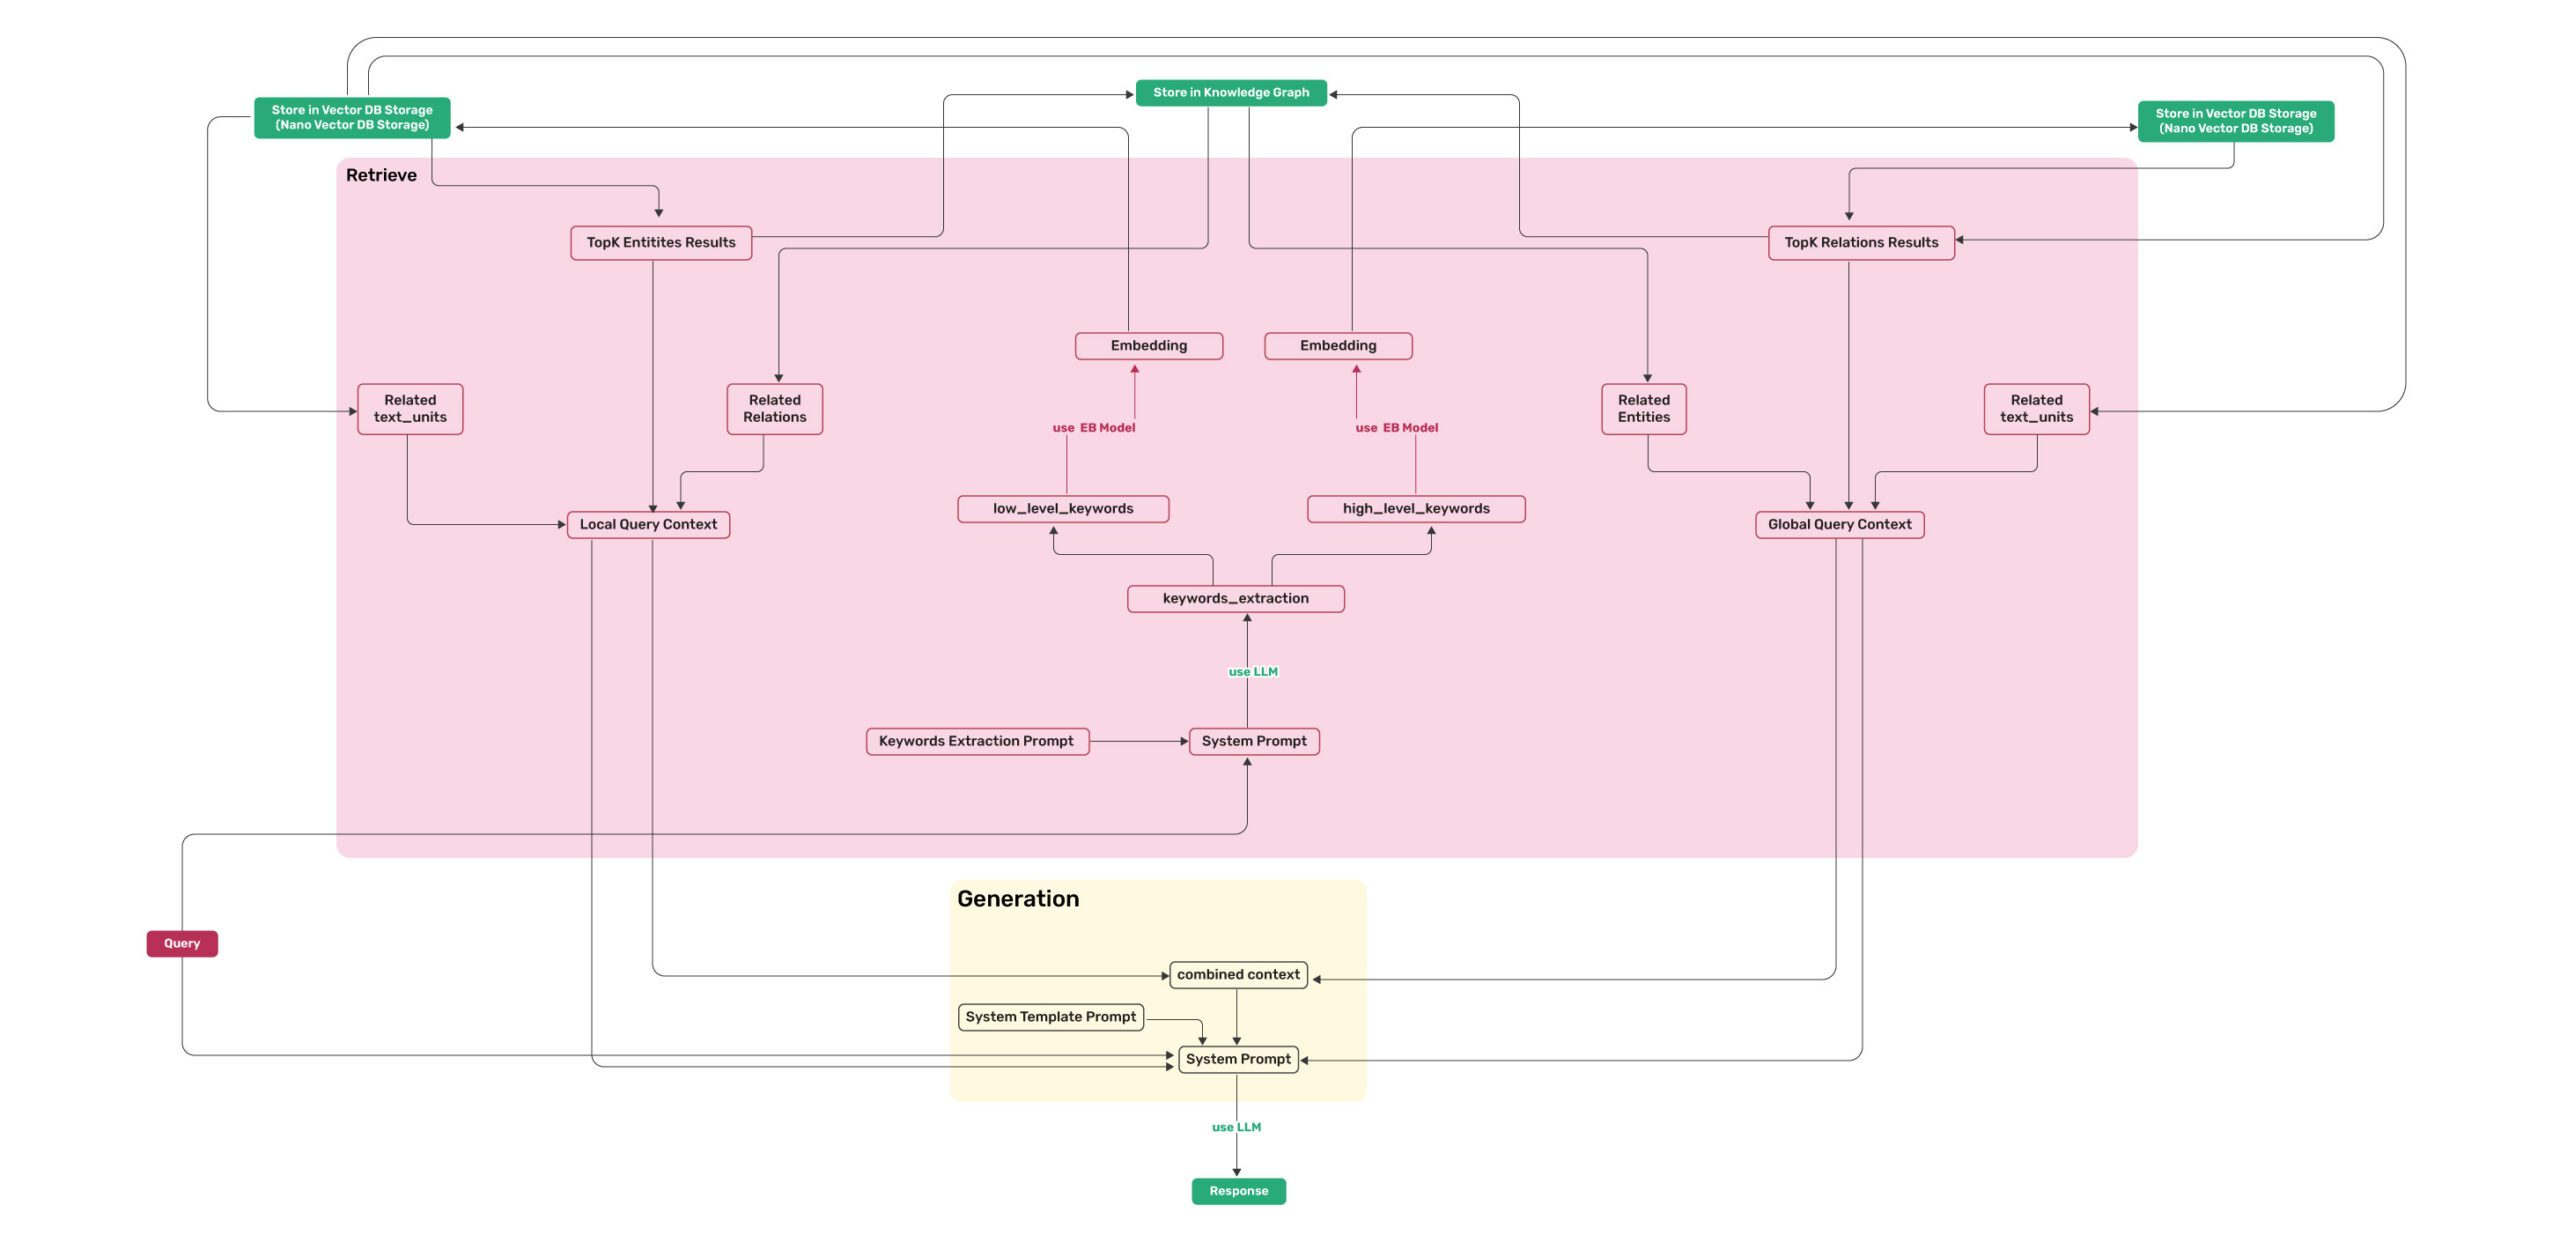 Store in Knowledge Graph
Store in Vector DB Storage
(Nano Vector DB Storage)
Store in Vector DB Storage
(Nano Vector DB Storage)
Retrieve
TopK Entitites Results
TopK Relations Results
Embedding
Embedding
Related
text_units
Related
Relations
Related
Entities
Related
text_units
use EB Model
use EB Model
low_level_keywords
high_level_keywords
Local Query Context
Global Query Context
keywords_extraction
use LLM
Keywords Extraction Prompt
System Prompt
Generation
Query
combined context
System Template Prompt
System Prompt
use LLM
Response